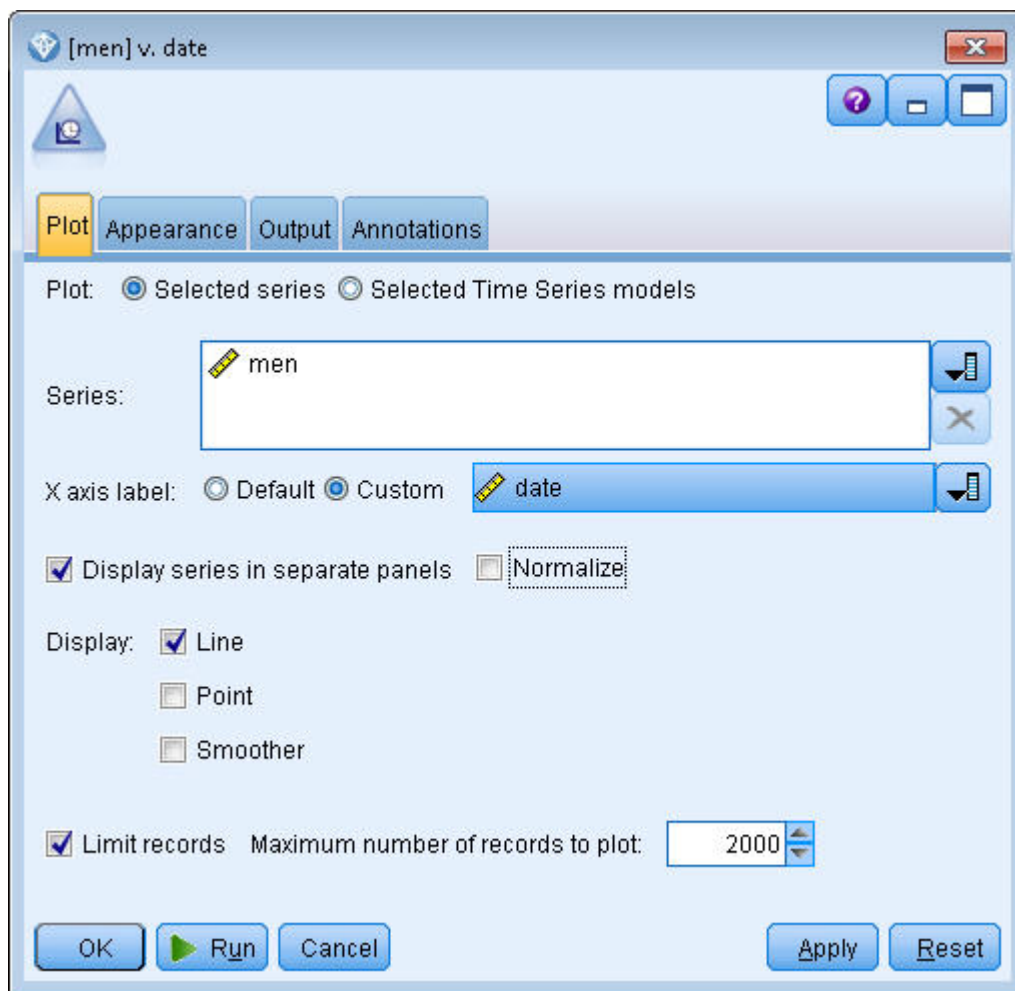 [men] v. date
Plot Appearance Output Annotations
Plot: Selected series Selected Time Series models
men
Series:
X axis label: Default Custom date
Display series in separate panels Normalize
Display: Line
Point
Smoother
Limit records Maximum number of records to plot: 2000
OK Run Cancel Apply Reset